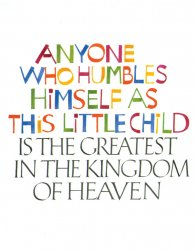 ANYONE
WHO HUMBLES
HiMSELF AS
THiS LiTTLE CHiLD
IS THE GREATEST
IN THE KINGDOM
OF HEAVEN